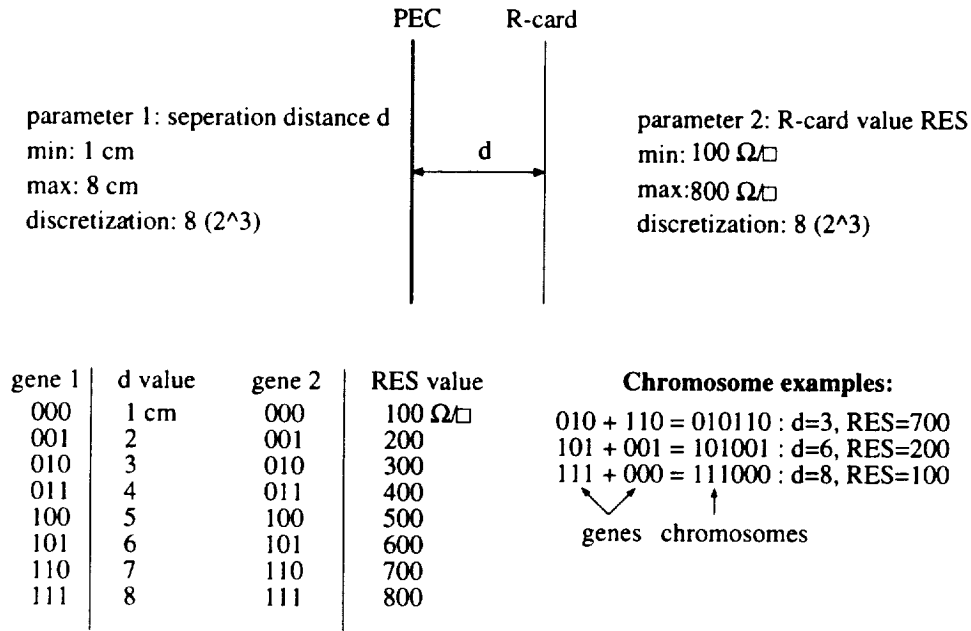 PEC R-card
parameter 1: seperation distance d
min: 1 cm
max: 8 cm
discretization: 8 (2^3)
d
parameter 2: R-card value RES
min: 100 Ω/□
max:800 Ω/□
discretization: 8 (2^3)
gene 1 d value gene 2 RES value
000 1 cm 000 100 Ω/□
001 2 001 200
010 3 010 300
011 4 011 400
100 5 100 500
101 6 101 600
110 7 110 700
111 8 111 800
Chromosome examples:
010 + 110 = 010110 : d=3, RES=700
101 + 001 = 101001 : d=6, RES=200
111 + 000 = 111000 : d=8, RES=100
genes chromosomes